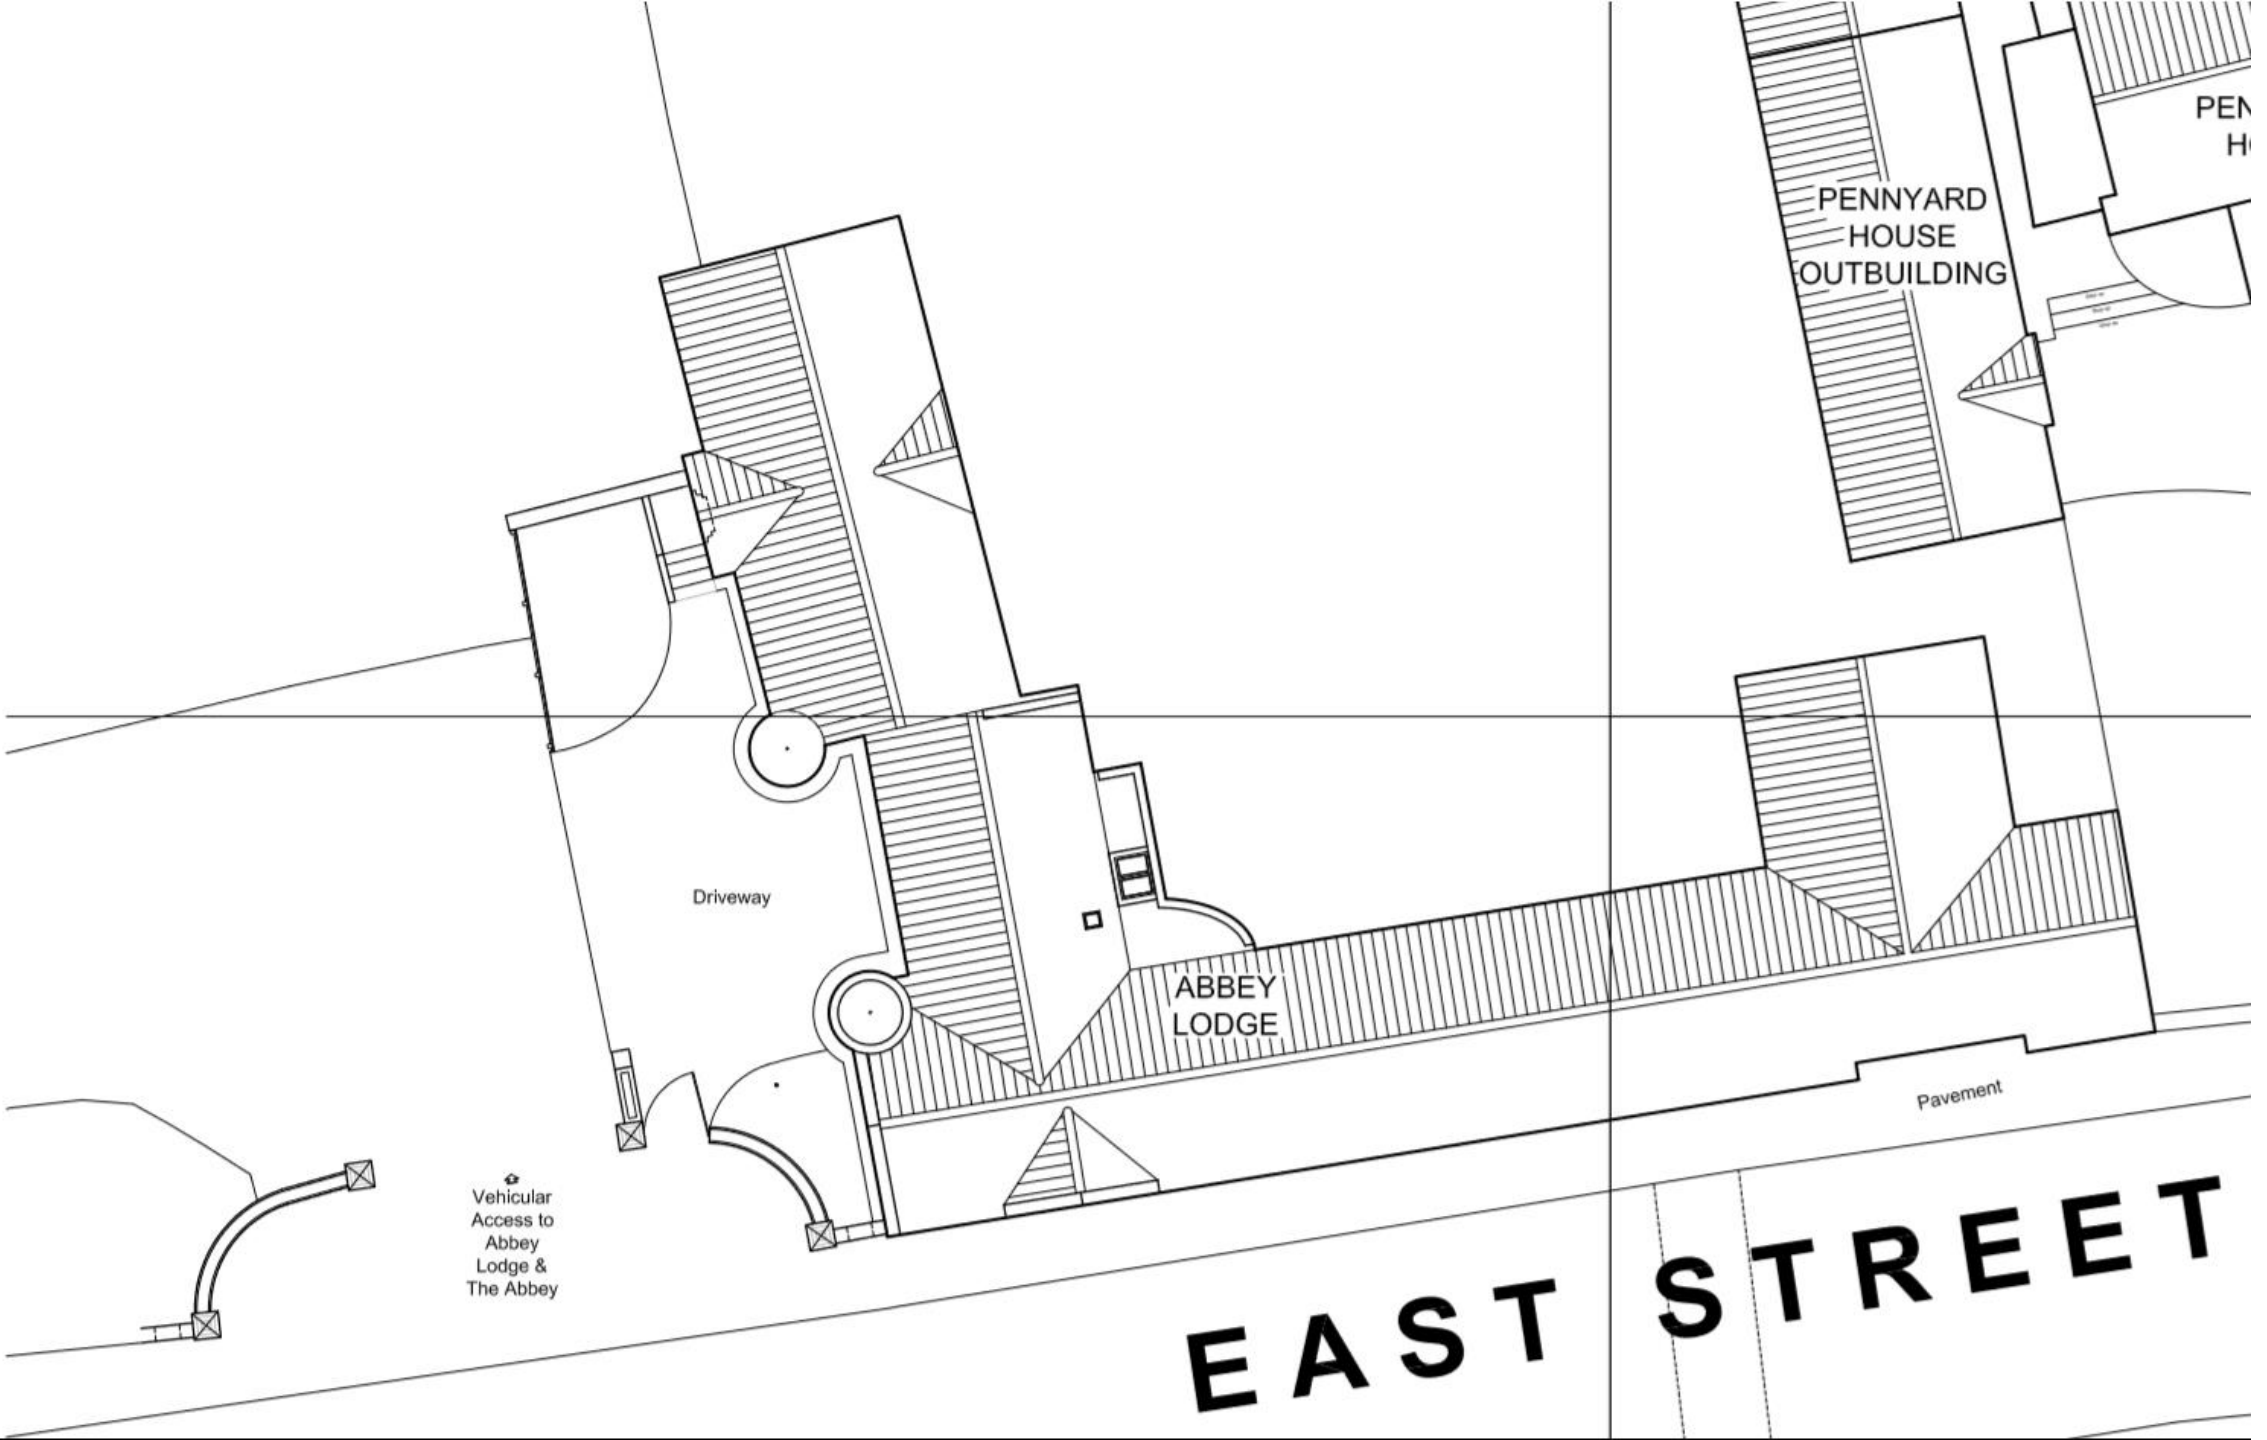 PEN
H
PENNYARD
HOUSE
OUTBUILDING
Driveway
ABBEY
LODGE
Pavement
Vehicular
Access to
Abbey
Lodge &
The Abbey
EAST STREET